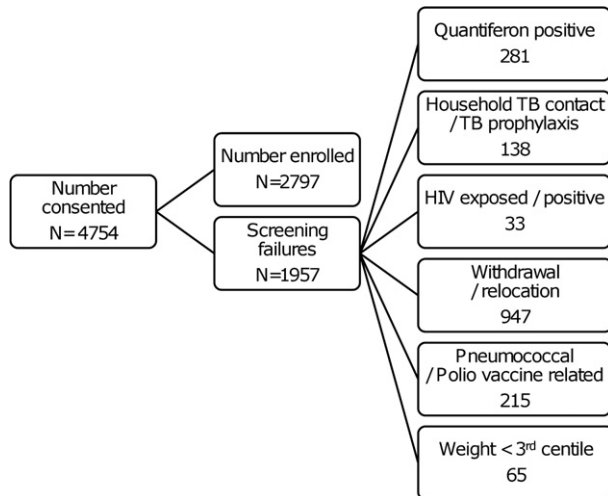 Number
consented
N= 4754
Number enrolled
N=2797
Screening
failures
N=1957
Quantiferon positive
281
Household TB contact
/TB prophylaxis
138
HIV exposed / positive
33
Withdrawal
/relocation
947
Pneumococcal
/Polio vaccine related
215
Weight < 3rd centile
65